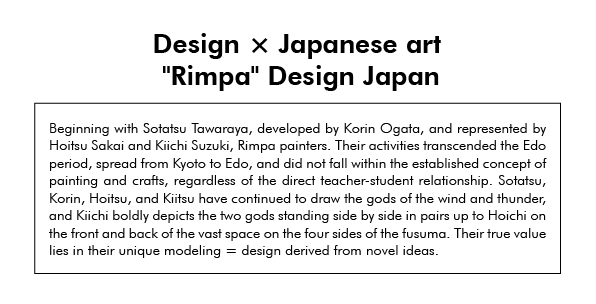 Design × Japanese art
"Rimpa" Design Japan
Beginning with Sotatsu Tawaraya, developed by Korin Ogata, and represented by
Hoitsu Sakai and Kiichi Suzuki, Rimpa painters. Their activities transcended the Edo
period, spread from Kyoto to Edo, and did not fall within the established concept of
painting and crafts, regardless of the direct teacher-student relationship. Sotatsu,
Korin, Hoitsu, and Kiitsu have continued to draw the gods of the wind and thunder,
and Kiichi boldly depicts the two gods standing side by side in pairs up to Hoichi on
the front and back of the vast space on the four sides of the fusuma. Their true value
lies in their unique modeling = design derived from novel ideas.